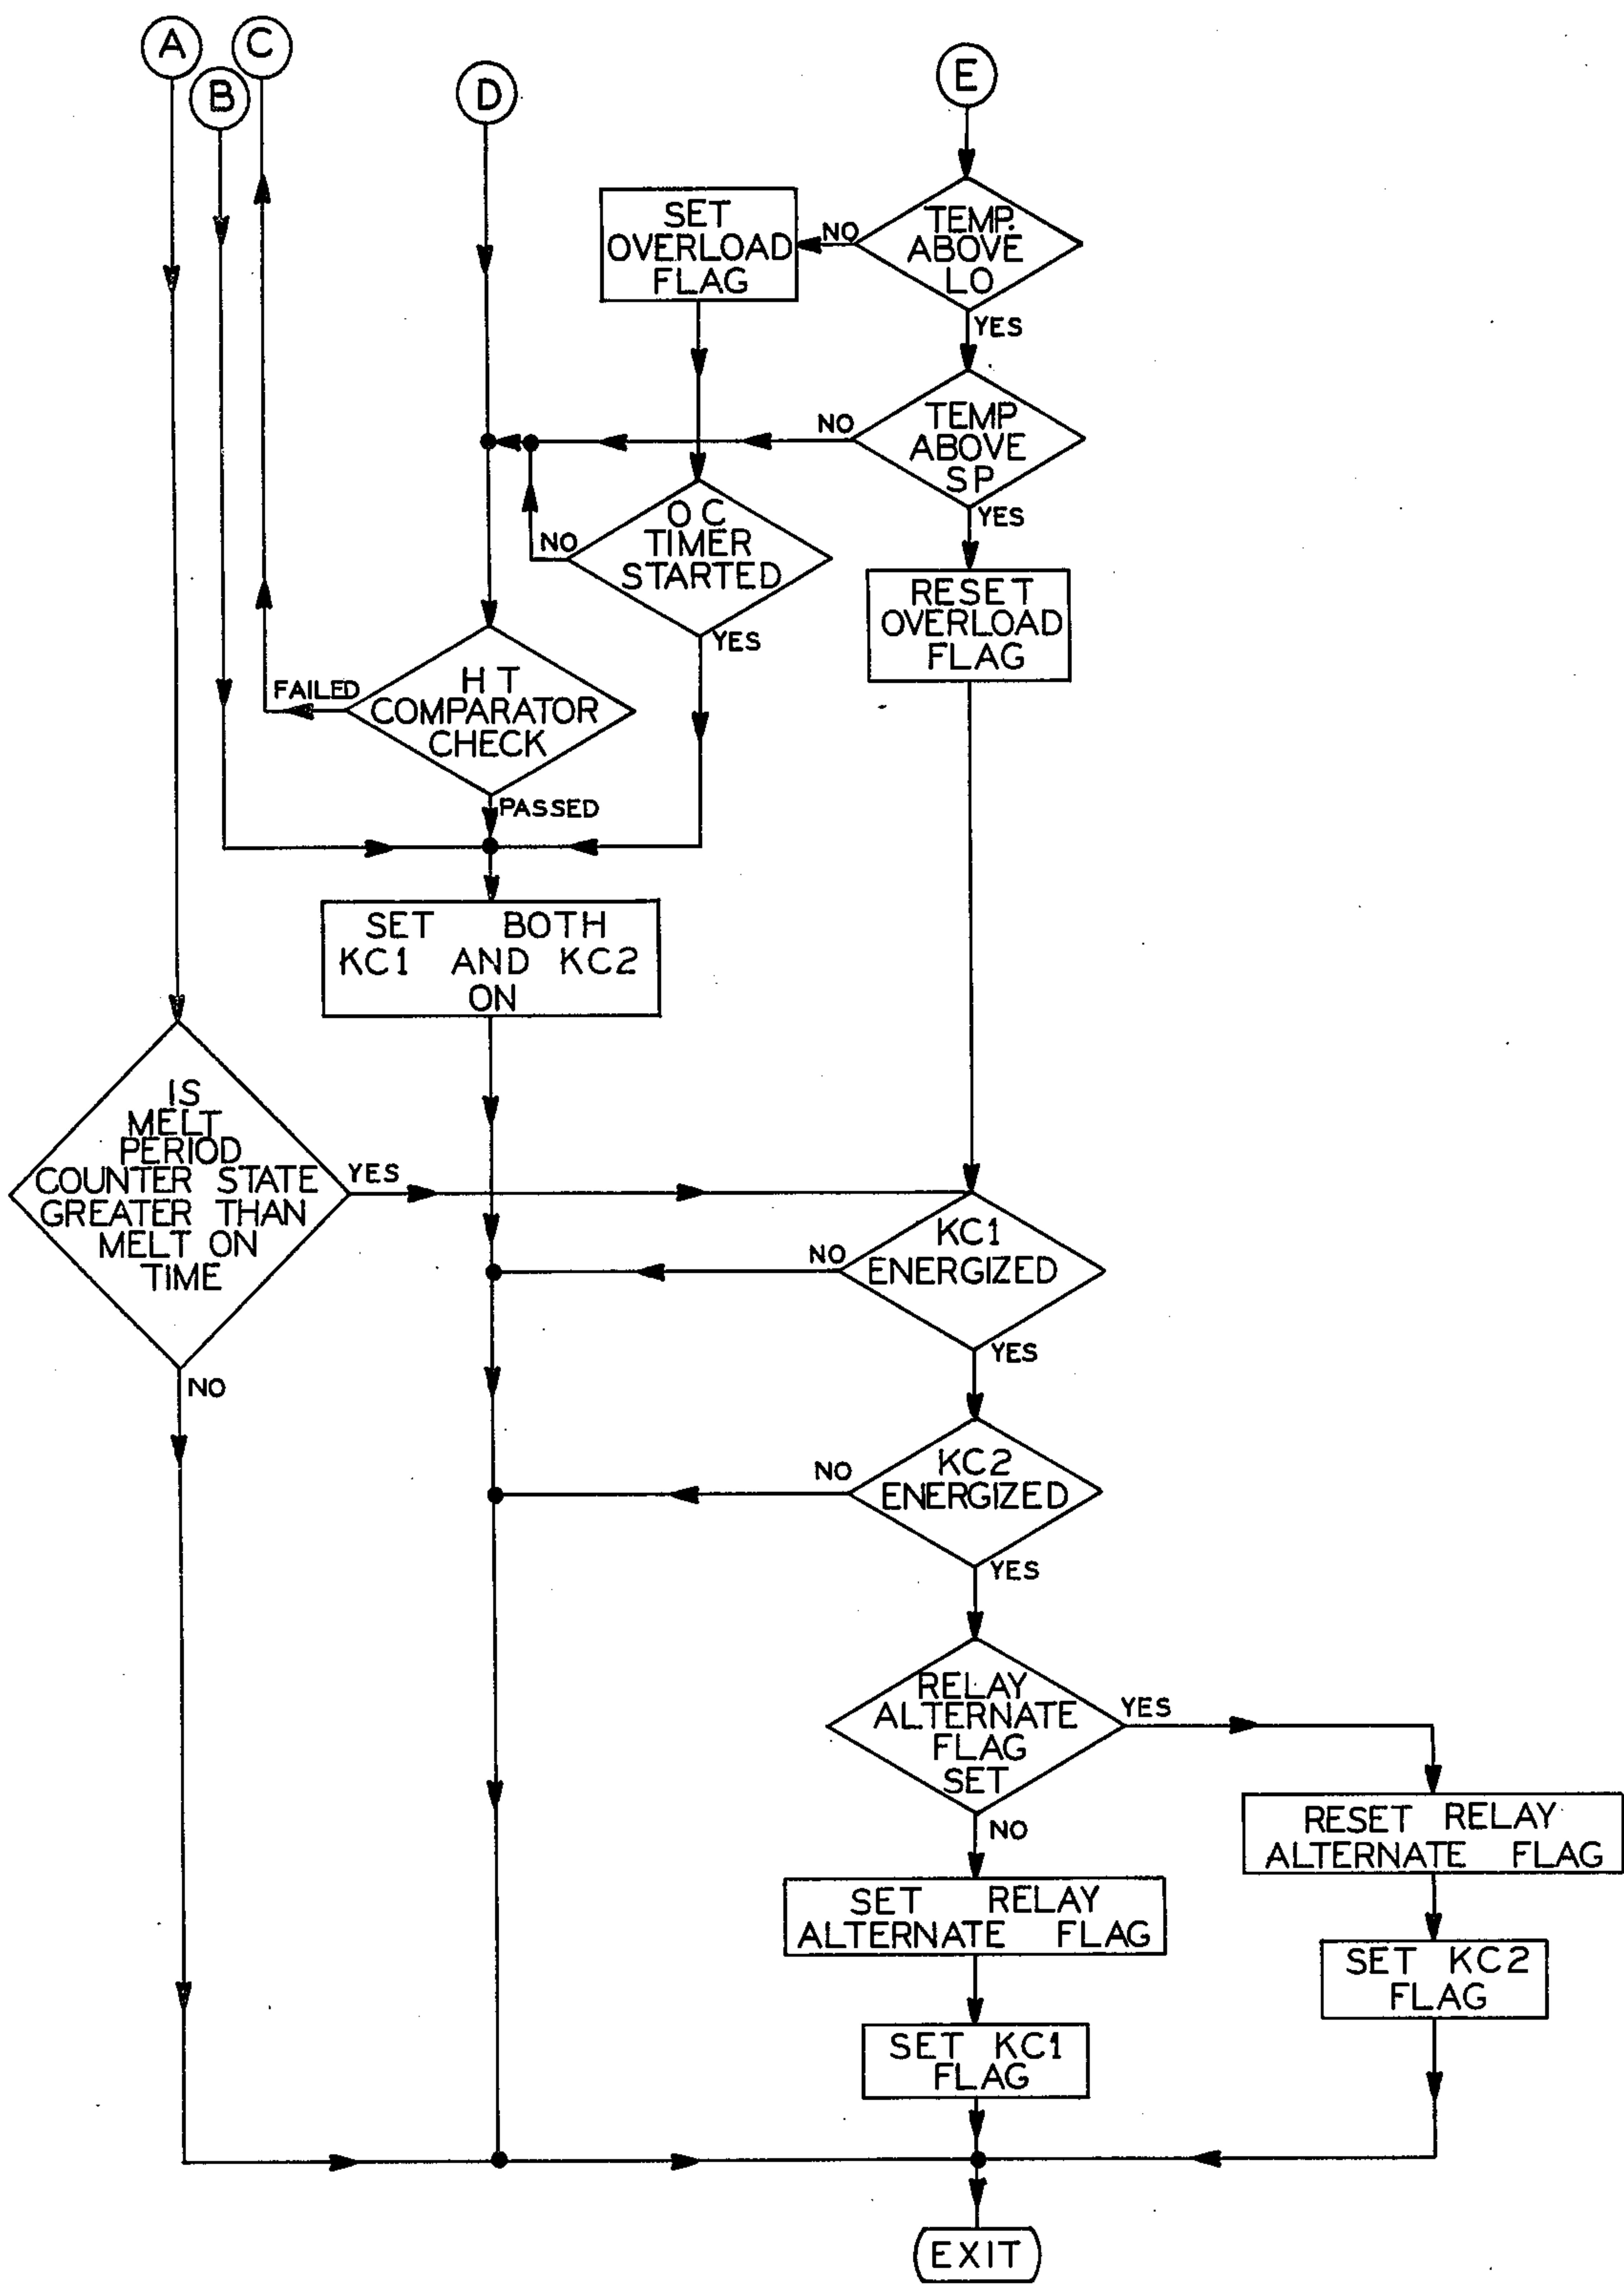 A
C
B
D
E
TEMP.
ABOVE
LO
NO
YES
SET
OVERLOAD
FLAG
TEMP
ABOVE
SP
NO
YES
O C
TIMER
STARTED
NO
YES
RESET
OVERLOAD
FLAG
H T
COMPARATOR
CHECK
FAILED
PASSED
SET BOTH
KC1 AND KC2
ON
IS
MELT
PERIOD
COUNTER STATE
GREATER THAN
MELT ON
TIME
YES
NO
KC1
ENERGIZED
NO
YES
KC2
ENERGIZED
NO
YES
RELAY
ALTERNATE
FLAG
SET
YES
NO
RESET RELAY
ALTERNATE FLAG
SET RELAY
ALTERNATE FLAG
SET KC2
FLAG
SET KC1
FLAG
EXIT